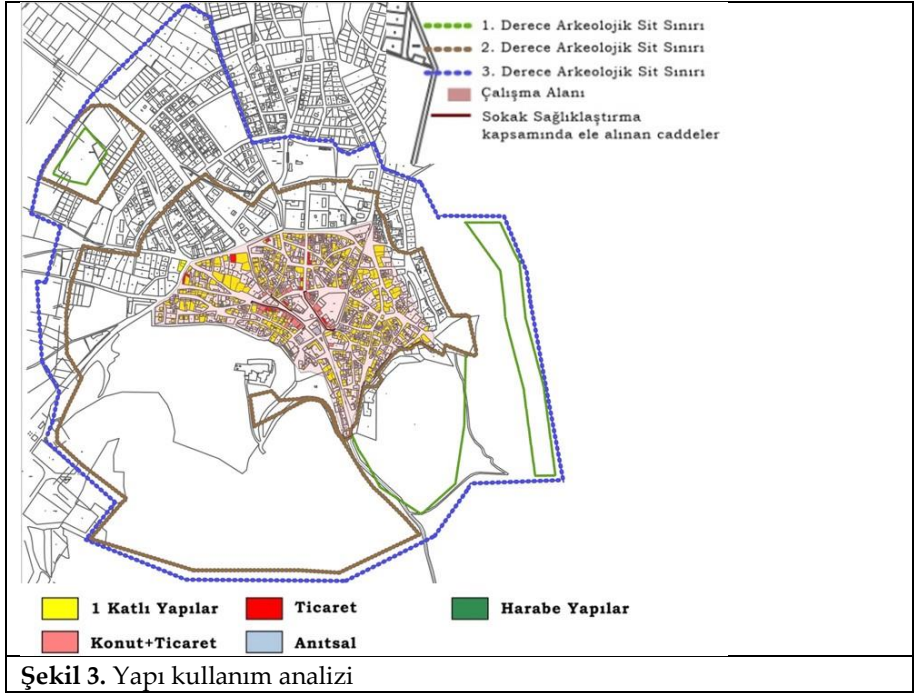 1. Derece Arkeolojik Sit Sınırı
2. Derece Arkeolojik Sit Sınırı
3. Derece Arkeolojik Sit Sınırı
Çalışma Alanı
Sokak Sağlıklaştırma
kapsamında ele alınan caddeler
1 Katlı Yapılar
Ticaret
Harabe Yapılar
Konut+Ticaret
Anıtsal
Şekil 3. Yapı kullanım analizi